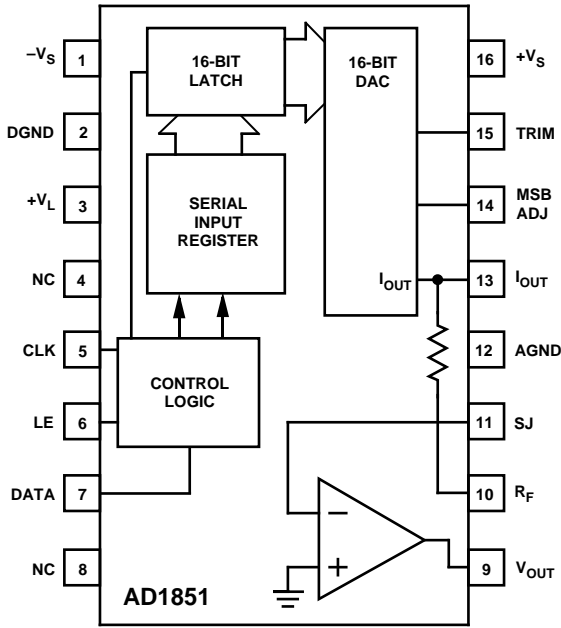 –VS 1
DGND 2
+VL 3
NC 4
CLK 5
LE 6
DATA 7
NC 8
16-BIT
LATCH
SERIAL
INPUT
REGISTER
CONTROL
LOGIC
16-BIT
DAC
IOUT
16 +VS
15 TRIM
14 MSB
ADJ
13 IOUT
12 AGND
11 SJ
10 RF
9 VOUT
–
+
AD1851